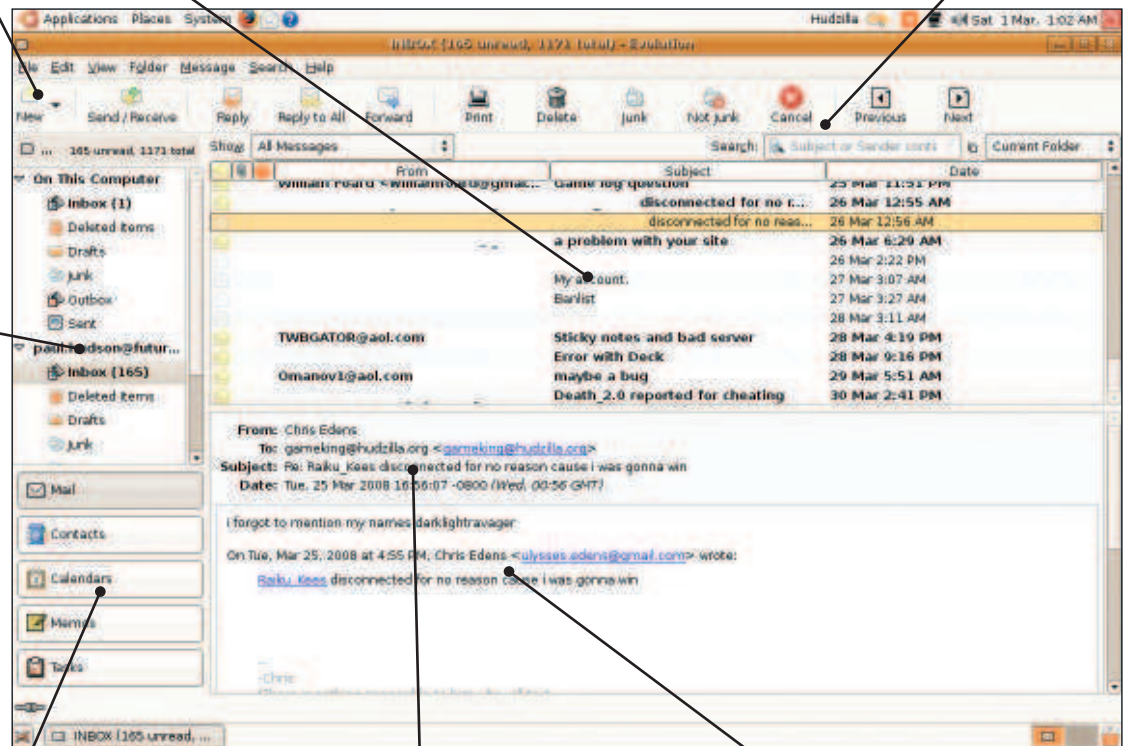 Applications Places System Hudzilla Sat 1 Mar, 1:02 AM
INBOX (165 unread, 1171 total) - Evolution
File Edit View Folder Message Search Help
New Send / Receive Reply Reply to All Forward Print Delete Junk Not Junk Cancel Previous Next
... 165 unread, 1171 total Show: All Messages Search: Subject or Sender conti Current Folder
From Subject Date
On This Computer
Inbox (1)
Deleted Items
Drafts
Junk
Outbox
Sent
paul.hudson@futur...
Inbox (165)
Deleted Items
Drafts
Junk
Game log question 25 Mar 11:51 PM
disconnected for no r... 26 Mar 12:55 AM
disconnected for no reas... 26 Mar 12:56 AM
a problem with your site 26 Mar 6:29 AM
26 Mar 2:22 PM
My account. 27 Mar 3:07 AM
Banlist 27 Mar 3:27 AM
28 Mar 3:11 AM
TWBGATOR@aol.com Sticky notes and bad server 28 Mar 4:19 PM
Error with Deck 28 Mar 9:16 PM
Omanov1@aol.com maybe a bug 29 Mar 5:51 AM
Death_2.0 reported for cheating 30 Mar 2:41 PM
From: Chris Edens
To: gameking@hudzilla.org <gameking@hudzilla.org>
Subject: Re: Raiku_Kees disconnected for no reason cause i was gonna win
Date: Tue, 25 Mar 2008 16:56:07 -0800 (Wed, 00:56 GMT)
i forgot to mention my names darklightravager
On Tue, Mar 25, 2008 at 4:55 PM, Chris Edens <ulysses.edens@gmail.com> wrote:
Raiku_Kees disconnected for no reason cause i was gonna win
--
-Chris
Mail
Contacts
Calendars
Memos
Tasks
INBOX (165 unread, ...